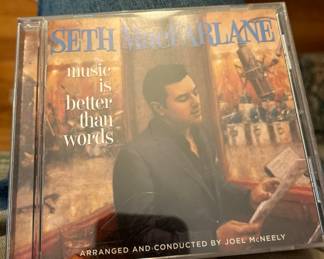 SETH MACFARLANE
music
is
better
than
words
ARRANGED AND CONDUCTED BY JOEL McNEELY